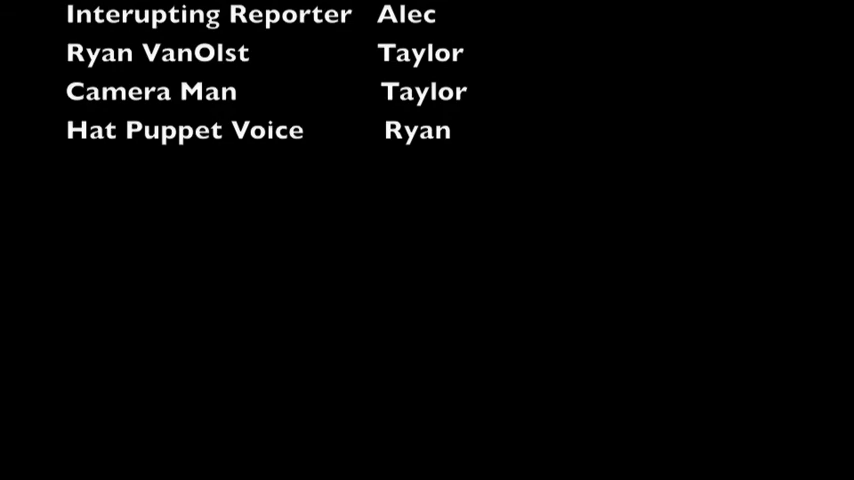 Interupting Reporter Alec
Ryan VanOlst Taylor
Camera Man Taylor
Hat Puppet Voice Ryan